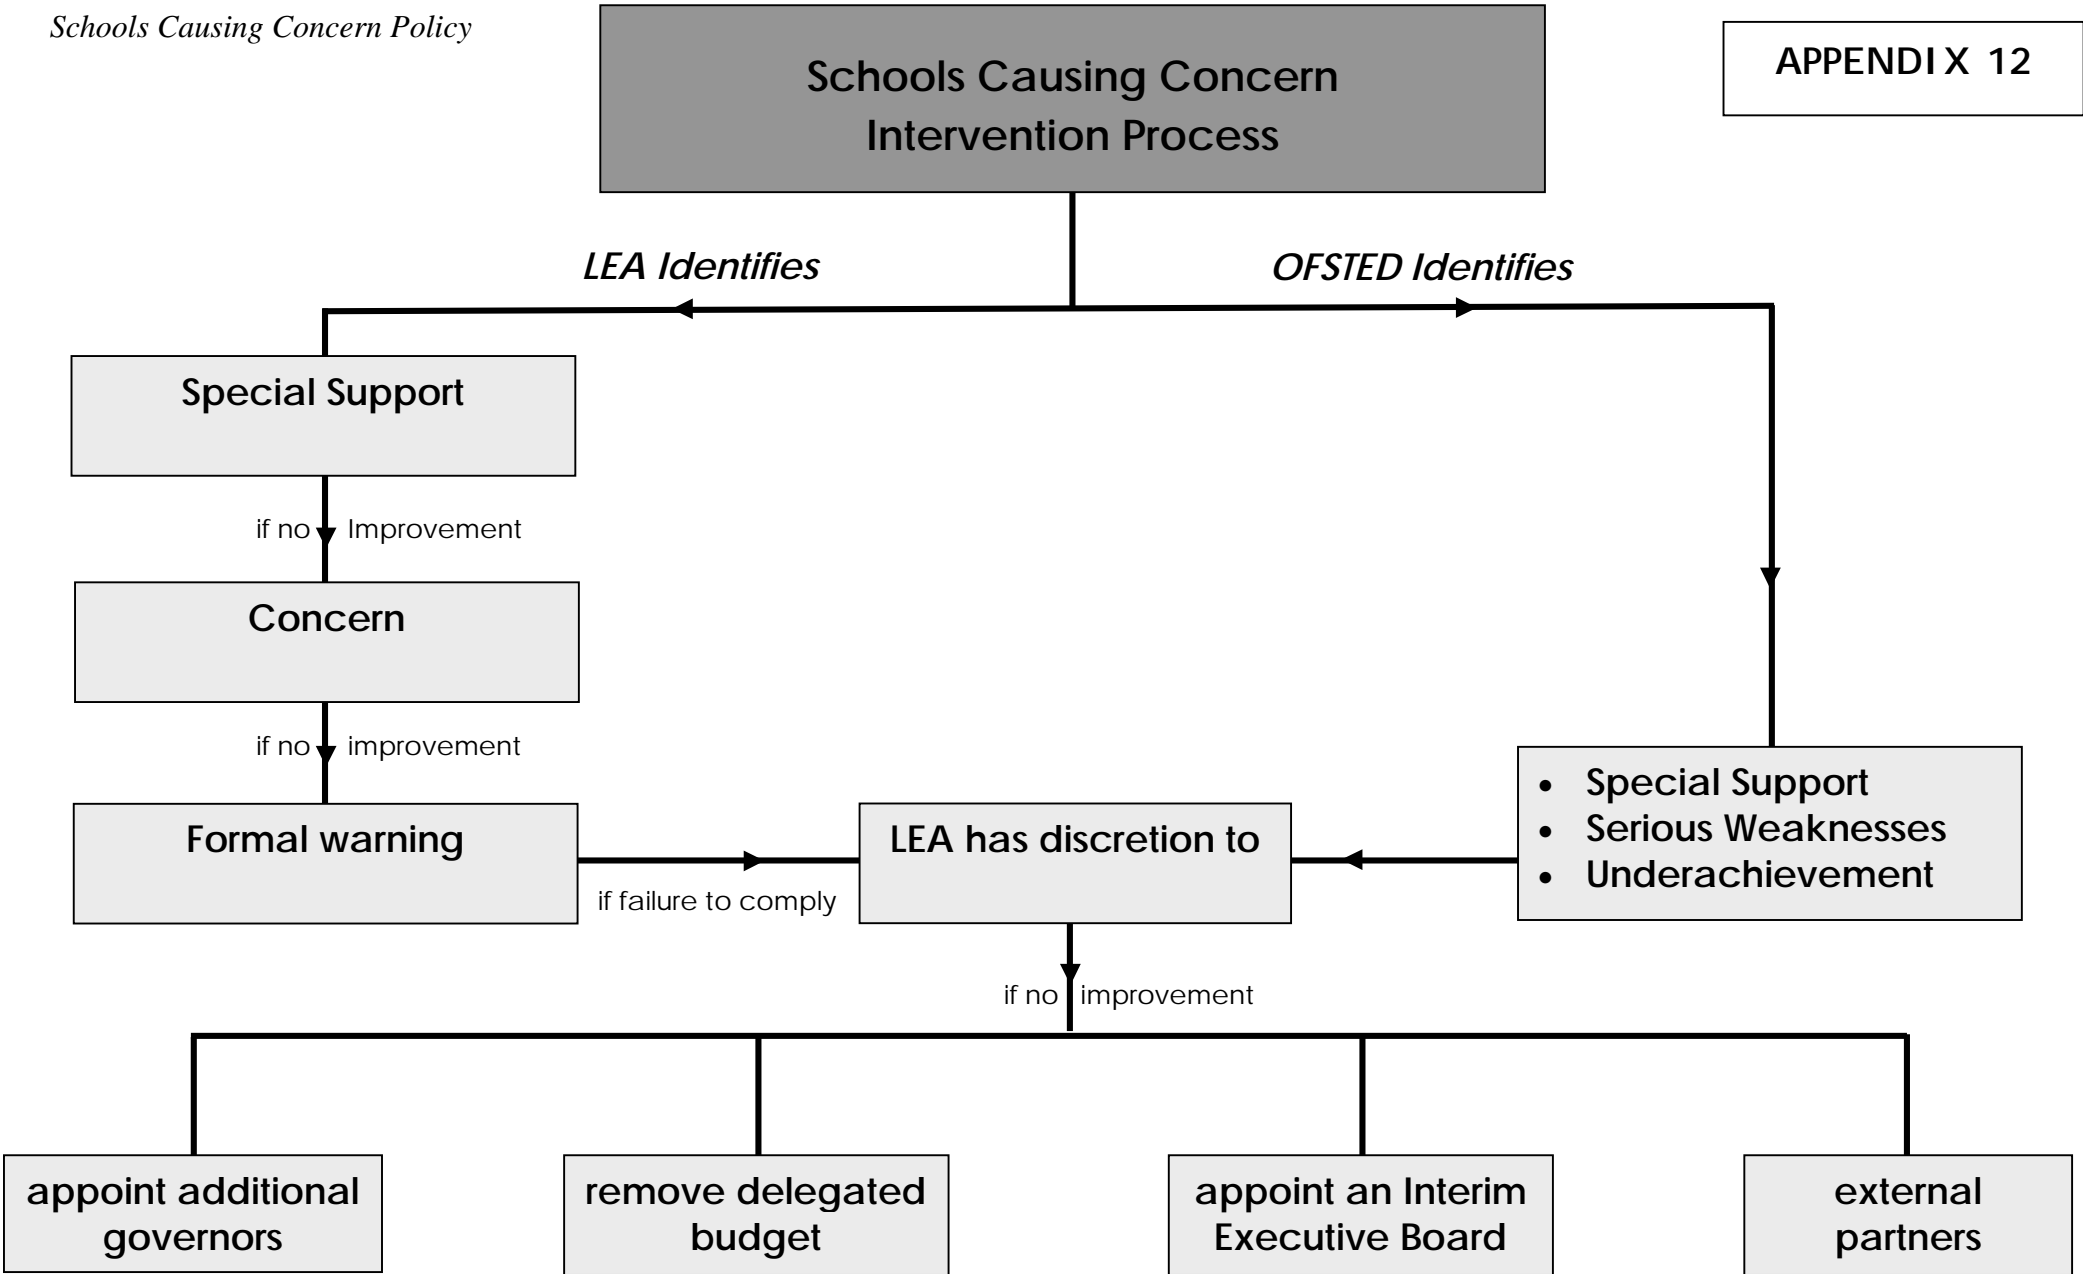 Schools Causing Concern Policy
Schools Causing Concern
Intervention Process
APPENDIX 12
LEA Identifies
OFSTED Identifies
Special Support
if no Improvement
Concern
if no improvement
Formal warning
if failure to comply
LEA has discretion to
• Special Support
• Serious Weaknesses
• Underachievement
if no improvement
appoint additional
governors
remove delegated
budget
appoint an Interim
Executive Board
external
partners